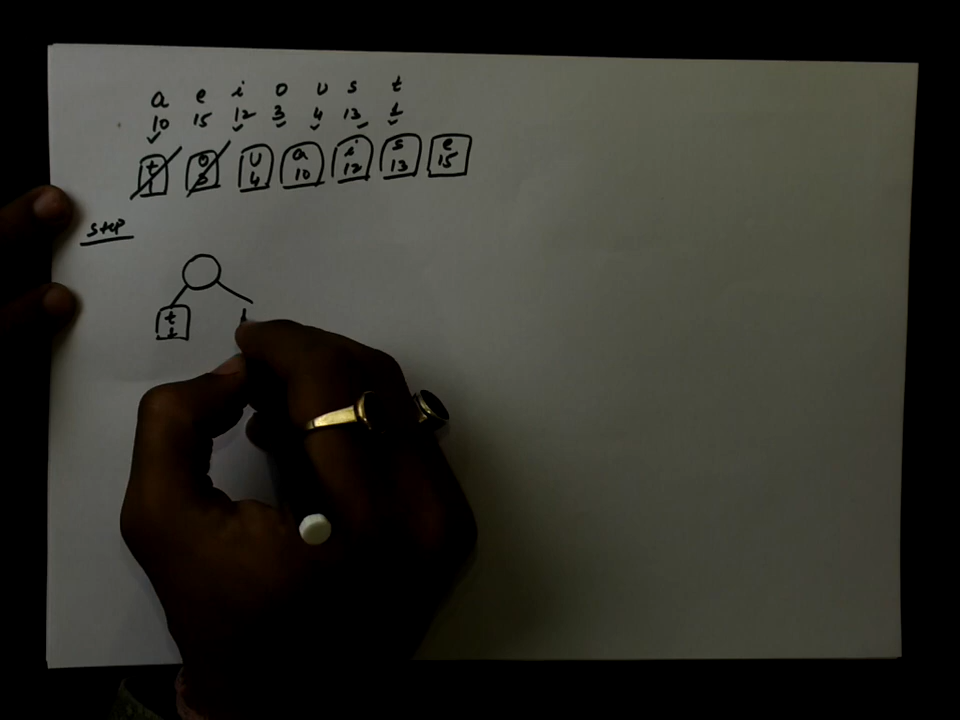 a e i o u s t
10 15 12 3 4 13 1
t o u a i s e
1 3 4 10 12 13 15
step
t
1